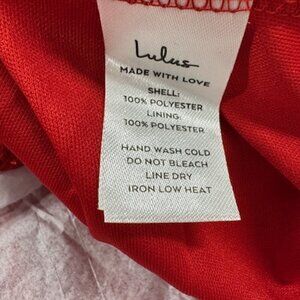 Lulus
MADE WITH LOVE
SHELL:
100% POLYESTER
LINING:
100% POLYESTER
HAND WASH COLD
DO NOT BLEACH
LINE DRY
IRON LOW HEAT